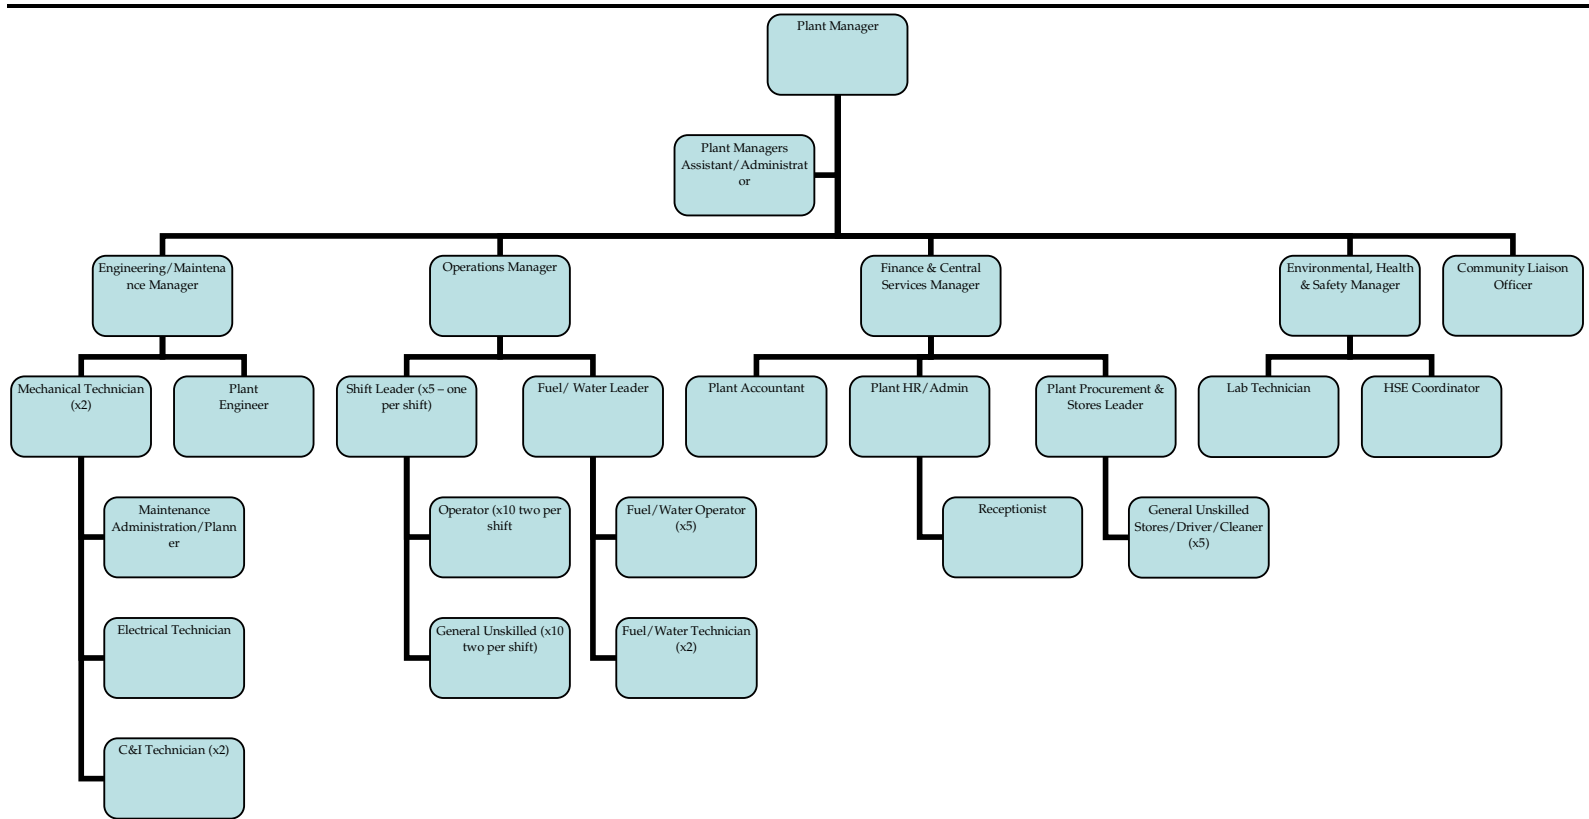 Plant Manager
Plant Managers
Assistant/Administrat
or
Engineering/Maintena
nce Manager
Operations Manager
Finance & Central
Services Manager
Environmental, Health
& Safety Manager
Community Liaison
Officer
Mechanical Technician
(x2)
Plant
Engineer
Shift Leader (x5 – one
per shift)
Fuel/ Water Leader
Plant Accountant
Plant HR/Admin
Plant Procurement &
Stores Leader
Lab Technician
HSE Coordinator
Maintenance
Administration/Plann
er
Operator (x10 two per
shift
Fuel/Water Operator
(x5)
Receptionist
General Unskilled
Stores/Driver/Cleaner
(x5)
Electrical Technician
General Unskilled (x10
two per shift)
Fuel/Water Technician
(x2)
C&I Technician (x2)